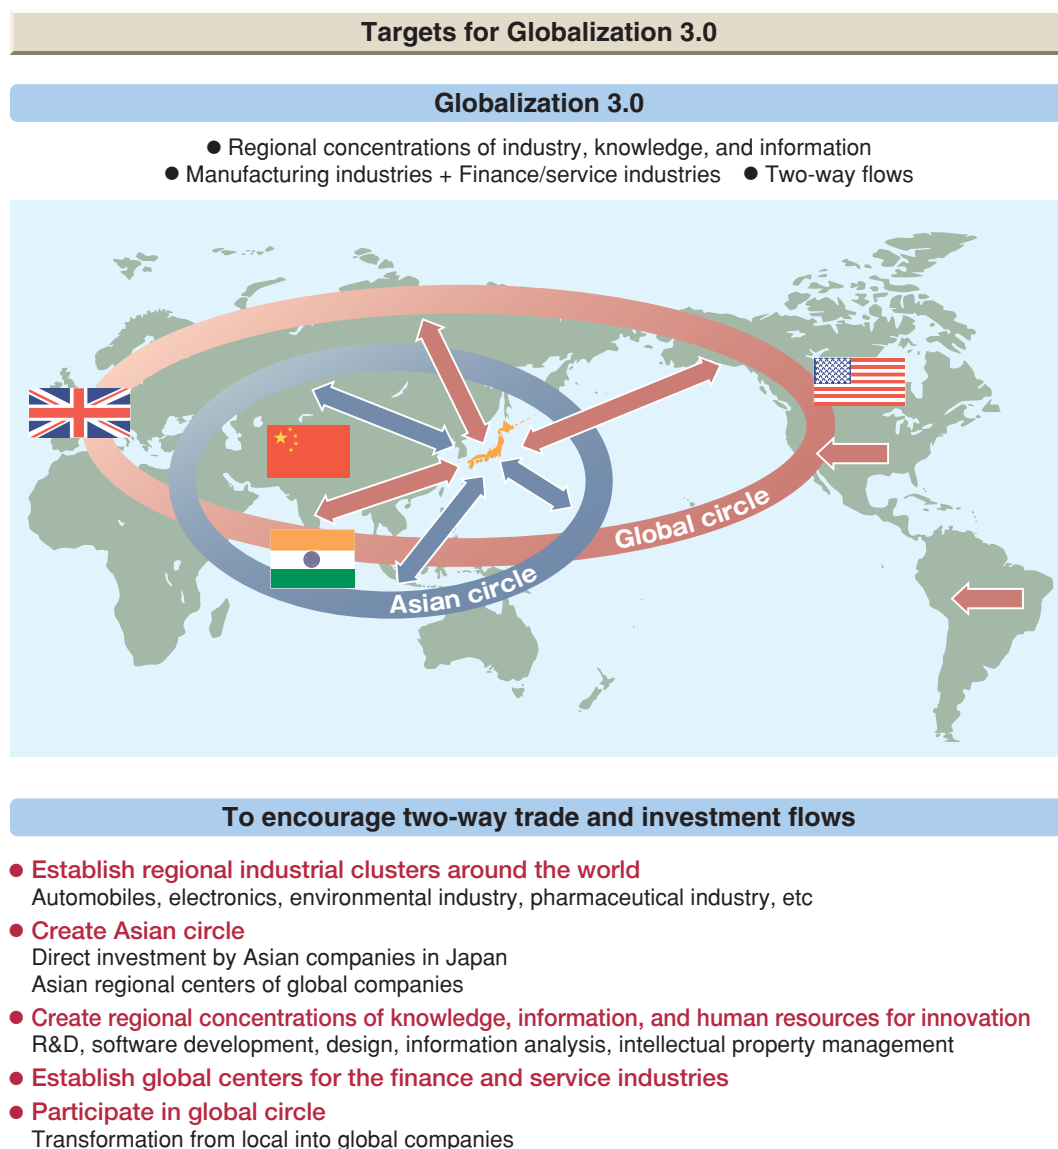 Targets for Globalization 3.0
Globalization 3.0
● Regional concentrations of industry, knowledge, and information
● Manufacturing industries + Finance/service industries ● Two-way flows
Global circle
Asian circle
To encourage two-way trade and investment flows
● Establish regional industrial clusters around the world
Automobiles, electronics, environmental industry, pharmaceutical industry, etc
● Create Asian circle
Direct investment by Asian companies in Japan
Asian regional centers of global companies
● Create regional concentrations of knowledge, information, and human resources for innovation
R&D, software development, design, information analysis, intellectual property management
● Establish global centers for the finance and service industries
● Participate in global circle
Transformation from local into global companies